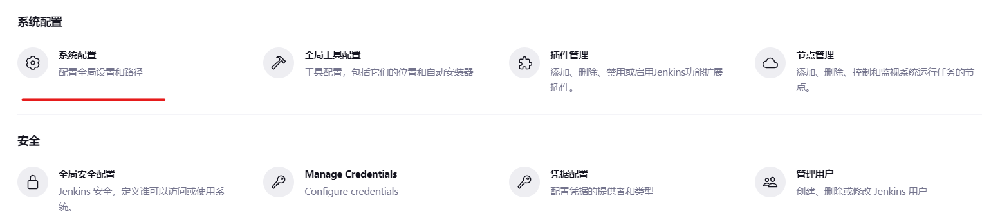 系统配置
系统配置
配置全局设置和路径
全局工具配置
工具配置，包括它们的位置和自动安装器
插件管理
添加、删除、禁用或启用Jenkins功能扩展
插件。
节点管理
添加、删除、控制和监视系统运行任务的节
点。
安全
全局安全配置
Jenkins 安全，定义谁可以访问或使用系
统。
Manage Credentials
Configure credentials
凭据配置
配置凭据的提供者和类型
管理用户
创建、删除或修改 Jenkins 用户